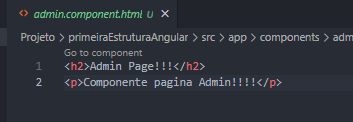 <> admin.component.html U ×
Projeto > primeiraEstruturaAngular > src > app > components > adm
Go to component
1 <h2>Admin Page!!!</h2>
2 <p>Componente pagina Admin!!!!</p>